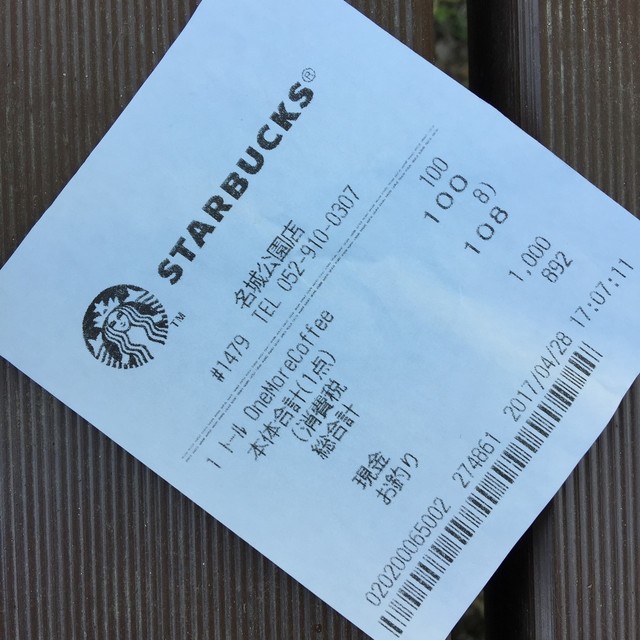 STARBUCKS®
TM
名城公園店
#1479 TEL 052-910-0307
1 トール OneMoreCoffee 100
本体合計(1点) 100
(消費税 8)
総合計 108
現金 1,000
お釣り 892
020200065002 274861 2017/04/28 17:07:11